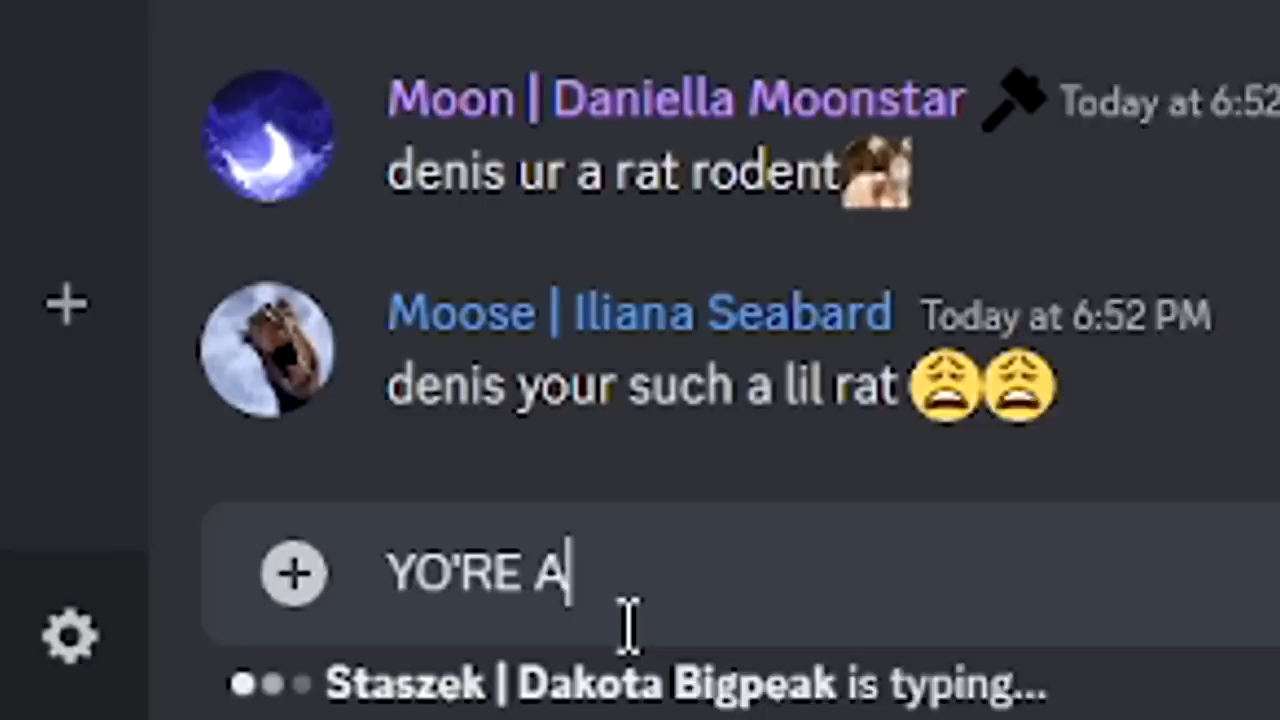 Moon | Daniella Moonstar Today at 6:52
denis ur a rat rodent
Moose | Iliana Seabard Today at 6:52 PM
denis your such a lil rat 😩😩
YO'RE A
Staszek | Dakota Bigpeak is typing...